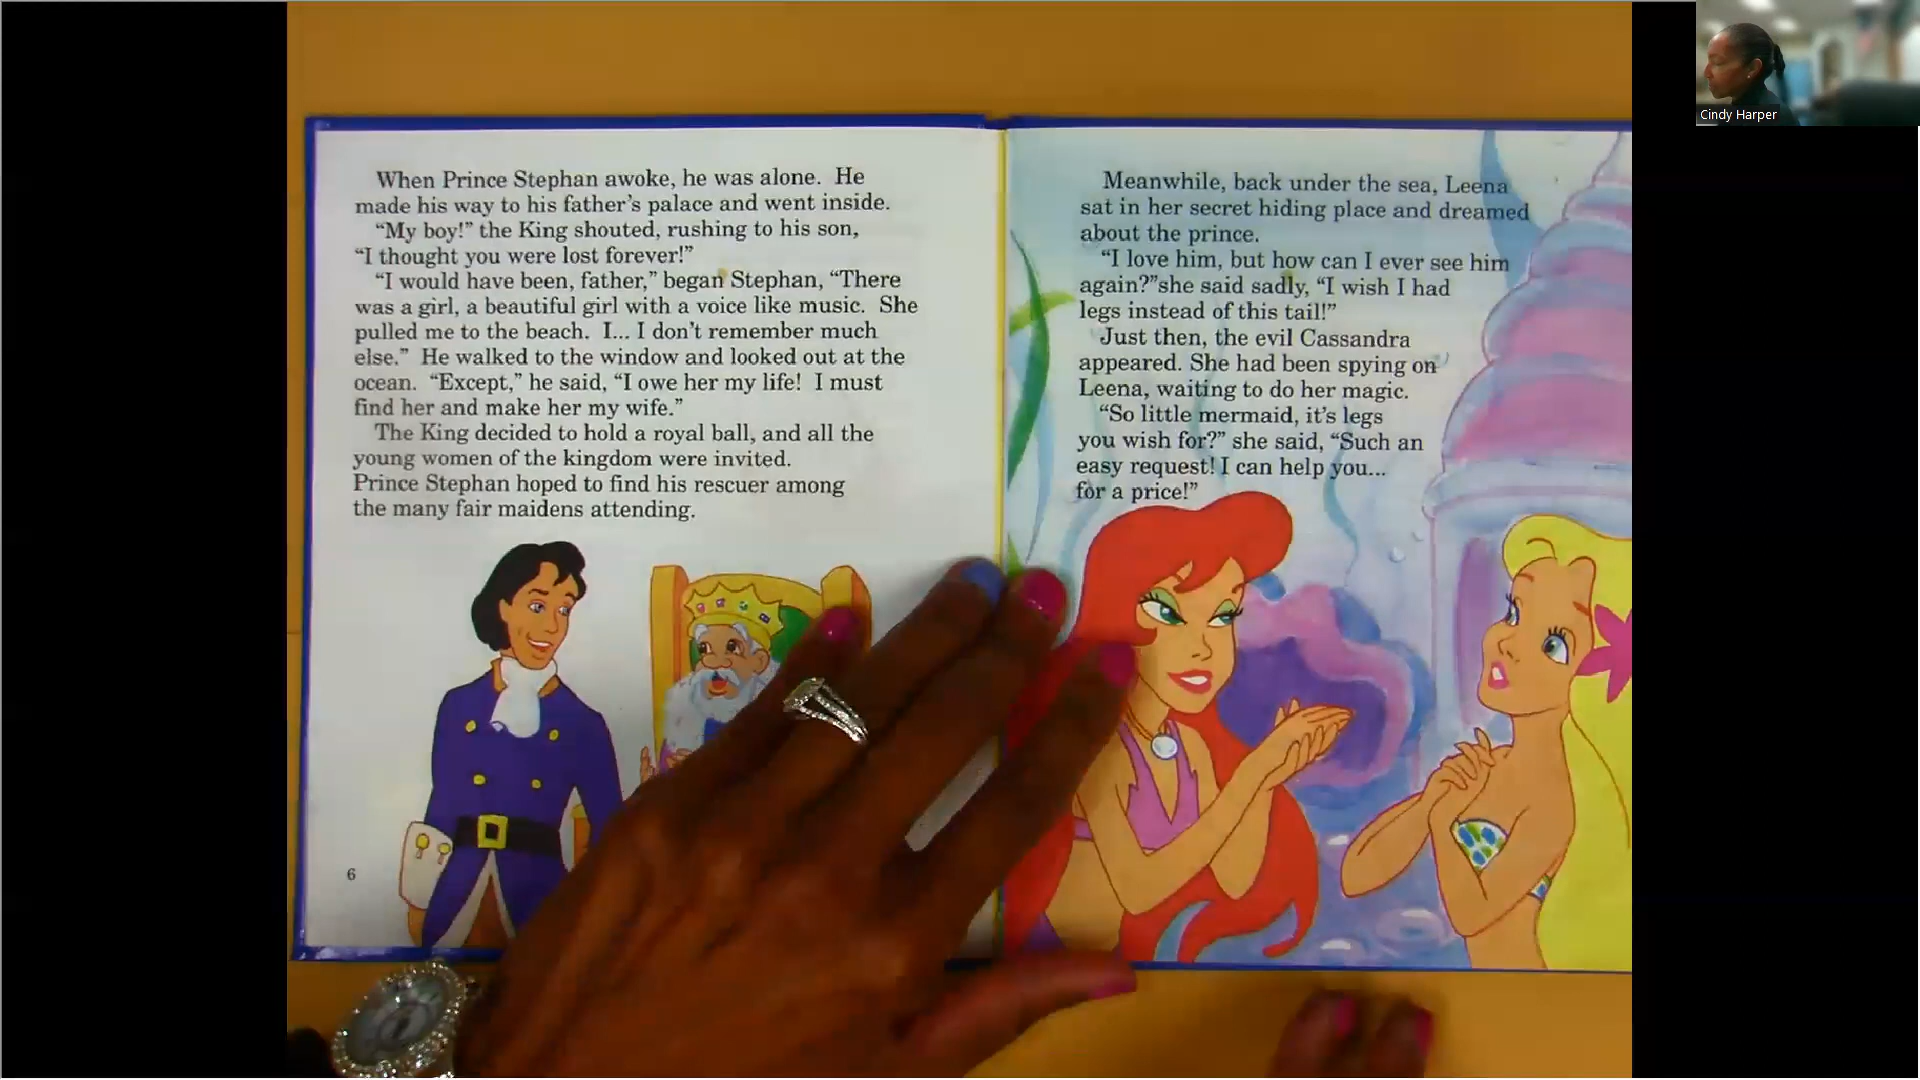 When Prince Stephan awoke, he was alone. He
made his way to his father's palace and went inside.
"My boy!" the King shouted, rushing to his son,
"I thought you were lost forever!"
"I would have been, father," began Stephan, "There
was a girl, a beautiful girl with a voice like music. She
pulled me to the beach. I... I don't remember much
else." He walked to the window and looked out at the
ocean. "Except," he said, "I owe her my life! I must
find her and make her my wife."
The King decided to hold a royal ball, and all the
young women of the kingdom were invited.
Prince Stephan hoped to find his rescuer among
the many fair maidens attending.
6
Meanwhile, back under the sea, Leena
sat in her secret hiding place and dreamed
about the prince.
"I love him, but how can I ever see him
again?"she said sadly, "I wish I had
legs instead of this tail!"
Just then, the evil Cassandra
appeared. She had been spying on
Leena, waiting to do her magic.
"So little mermaid, it's legs
you wish for?" she said, "Such an
easy request! I can help you...
for a price!"
Cindy Harper